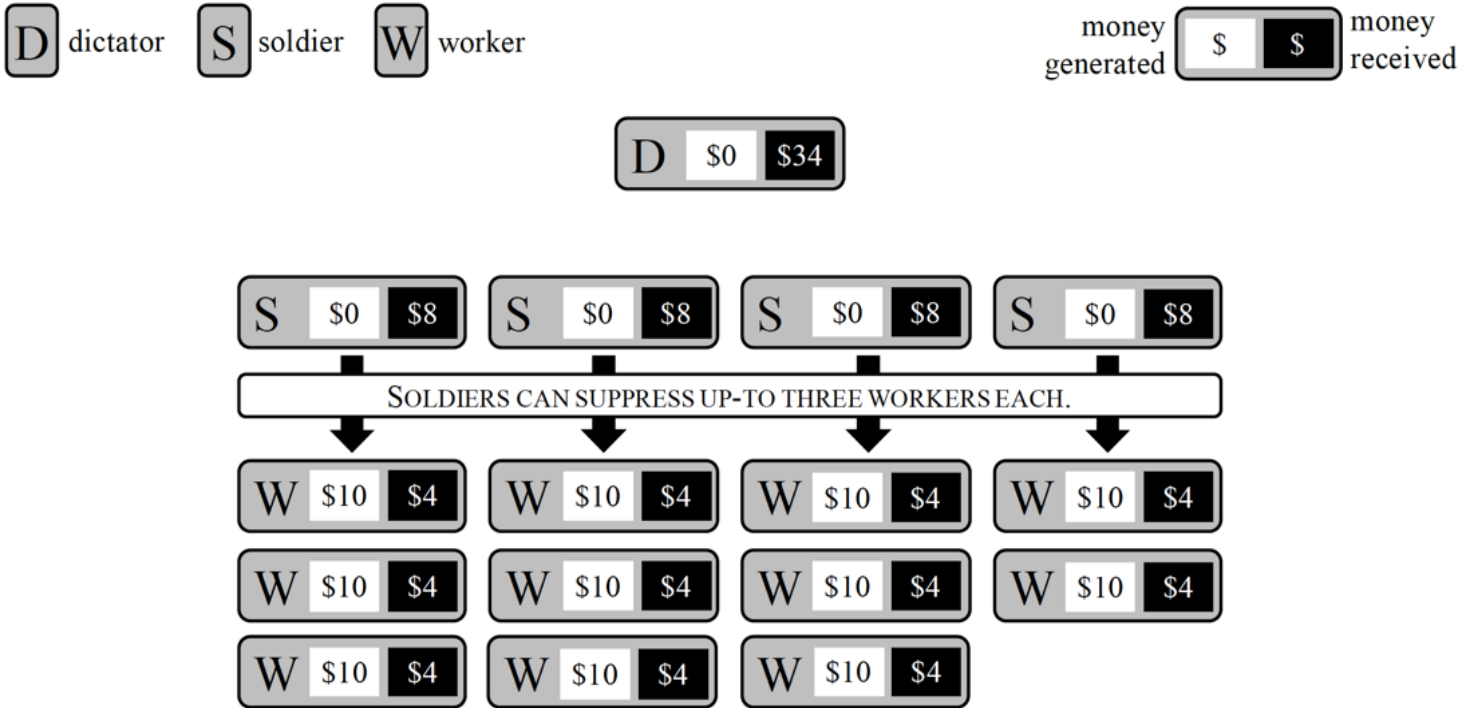 D dictator S soldier W worker
money generated $ $ money received
D $0 $34
S $0 $8 S $0 $8 S $0 $8 S $0 $8
SOLDIERS CAN SUPPRESS UP-TO THREE WORKERS EACH.
W $10 $4 W $10 $4 W $10 $4 W $10 $4
W $10 $4 W $10 $4 W $10 $4 W $10 $4
W $10 $4 W $10 $4 W $10 $4